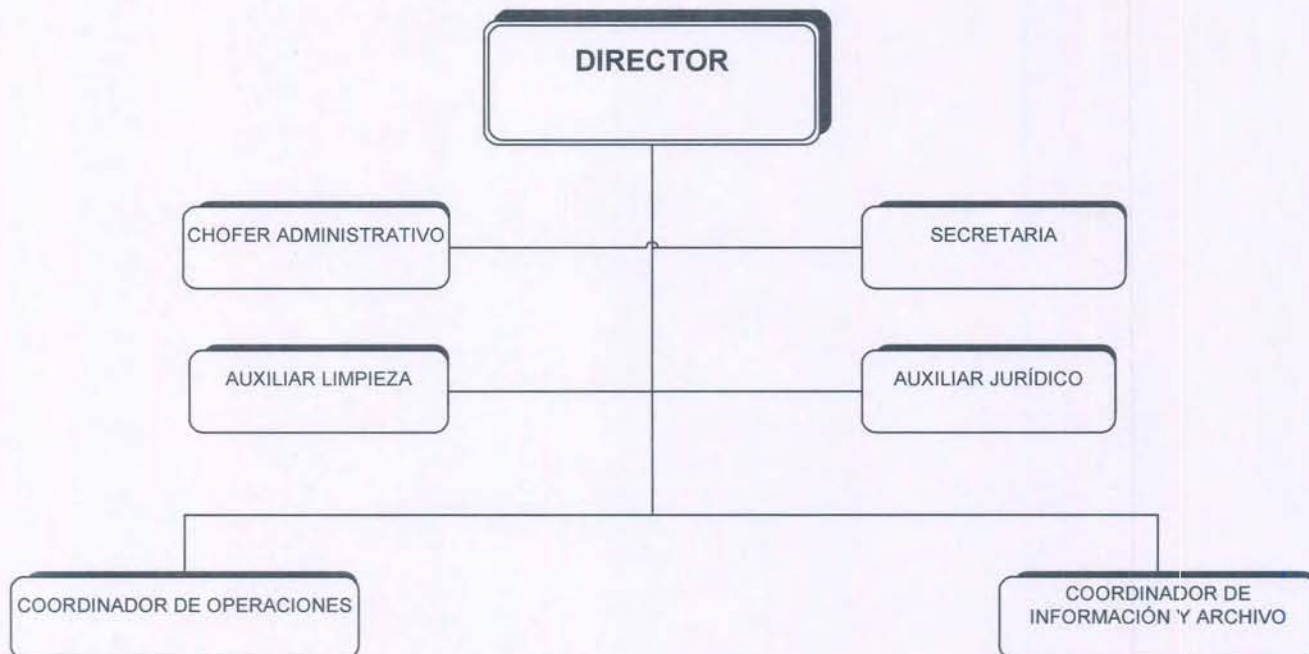 DIRECTOR
CHOFER ADMINISTRATIVO
SECRETARIA
AUXILIAR LIMPIEZA
AUXILIAR JURÍDICO
COORDINADOR DE OPERACIONES
COORDINADOR DE
INFORMACIÓN Y ARCHIVO